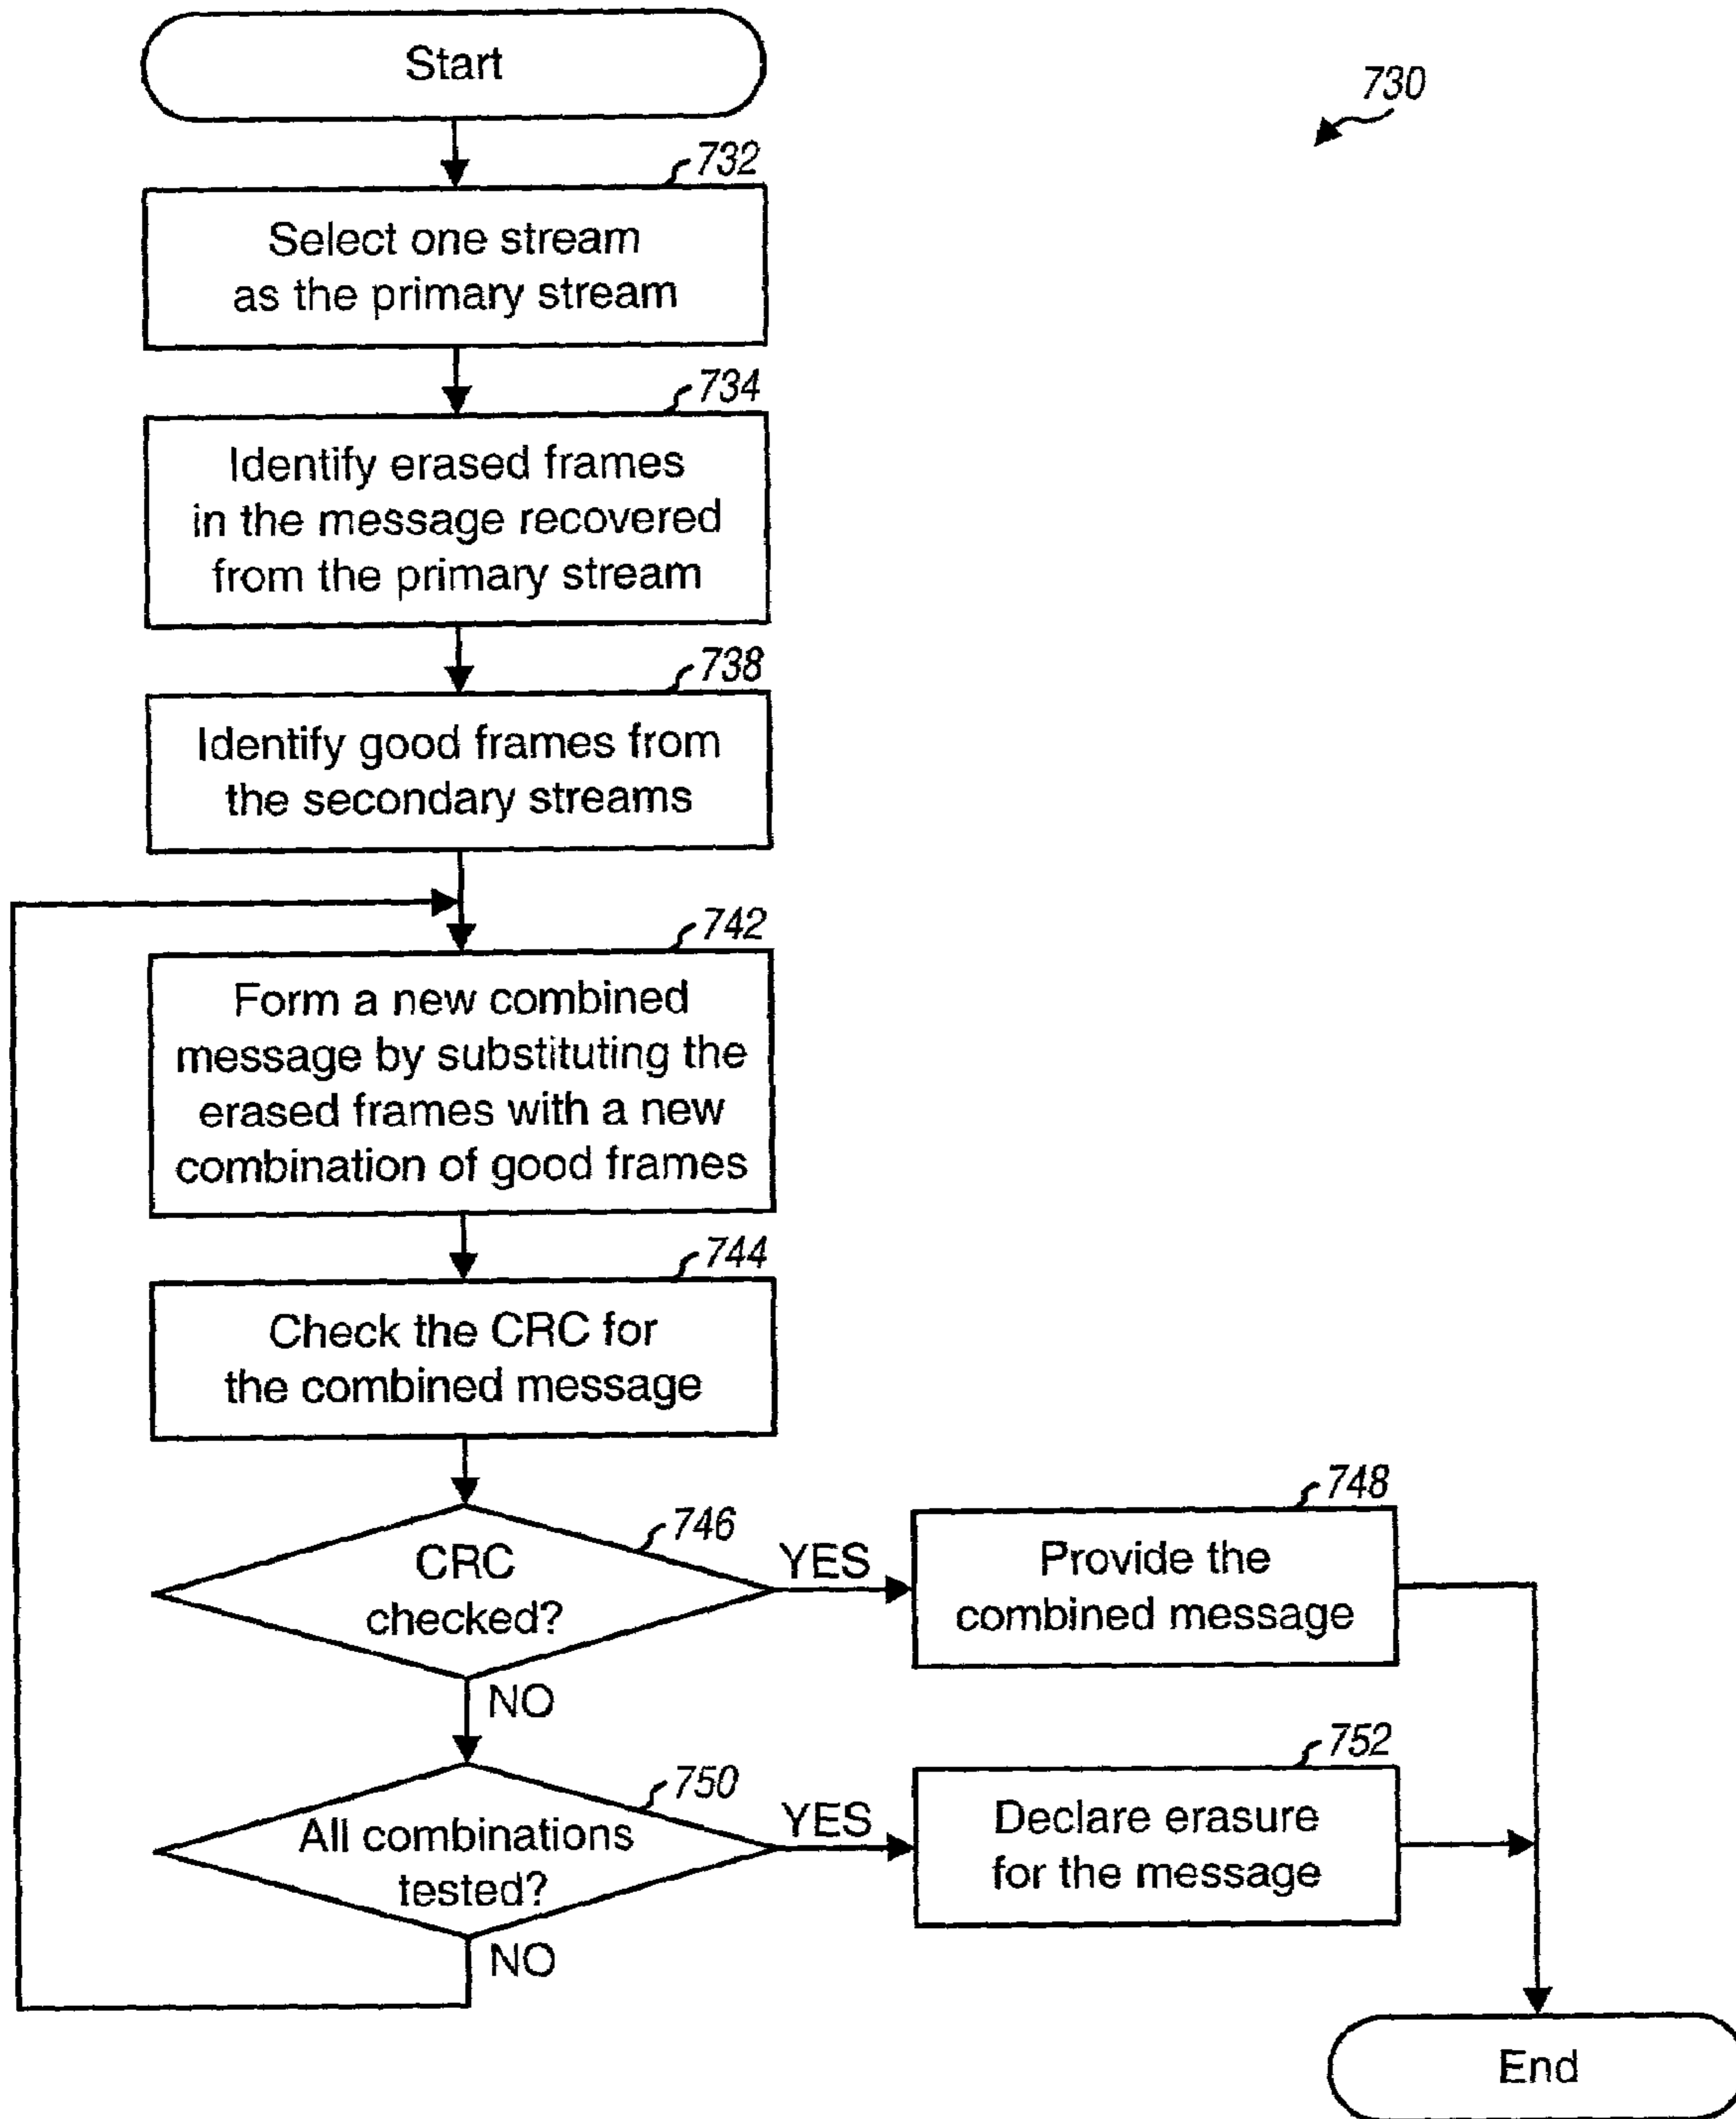 Start
730
732
Select one stream
as the primary stream
734
Identify erased frames
in the message recovered
from the primary stream
738
Identify good frames from
the secondary streams
742
Form a new combined
message by substituting the
erased frames with a new
combination of good frames
744
Check the CRC for
the combined message
746
CRC
checked?
YES
748
Provide the
combined message
NO
750
All combinations
tested?
YES
752
Declare erasure
for the message
NO
End